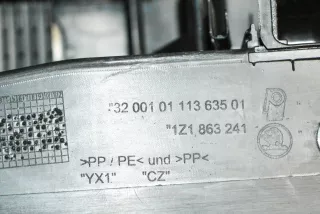 "32 001 01 113 635 01
"1Z1 863 241
>PP / PE< und >PP<
"YX1" "CZ"